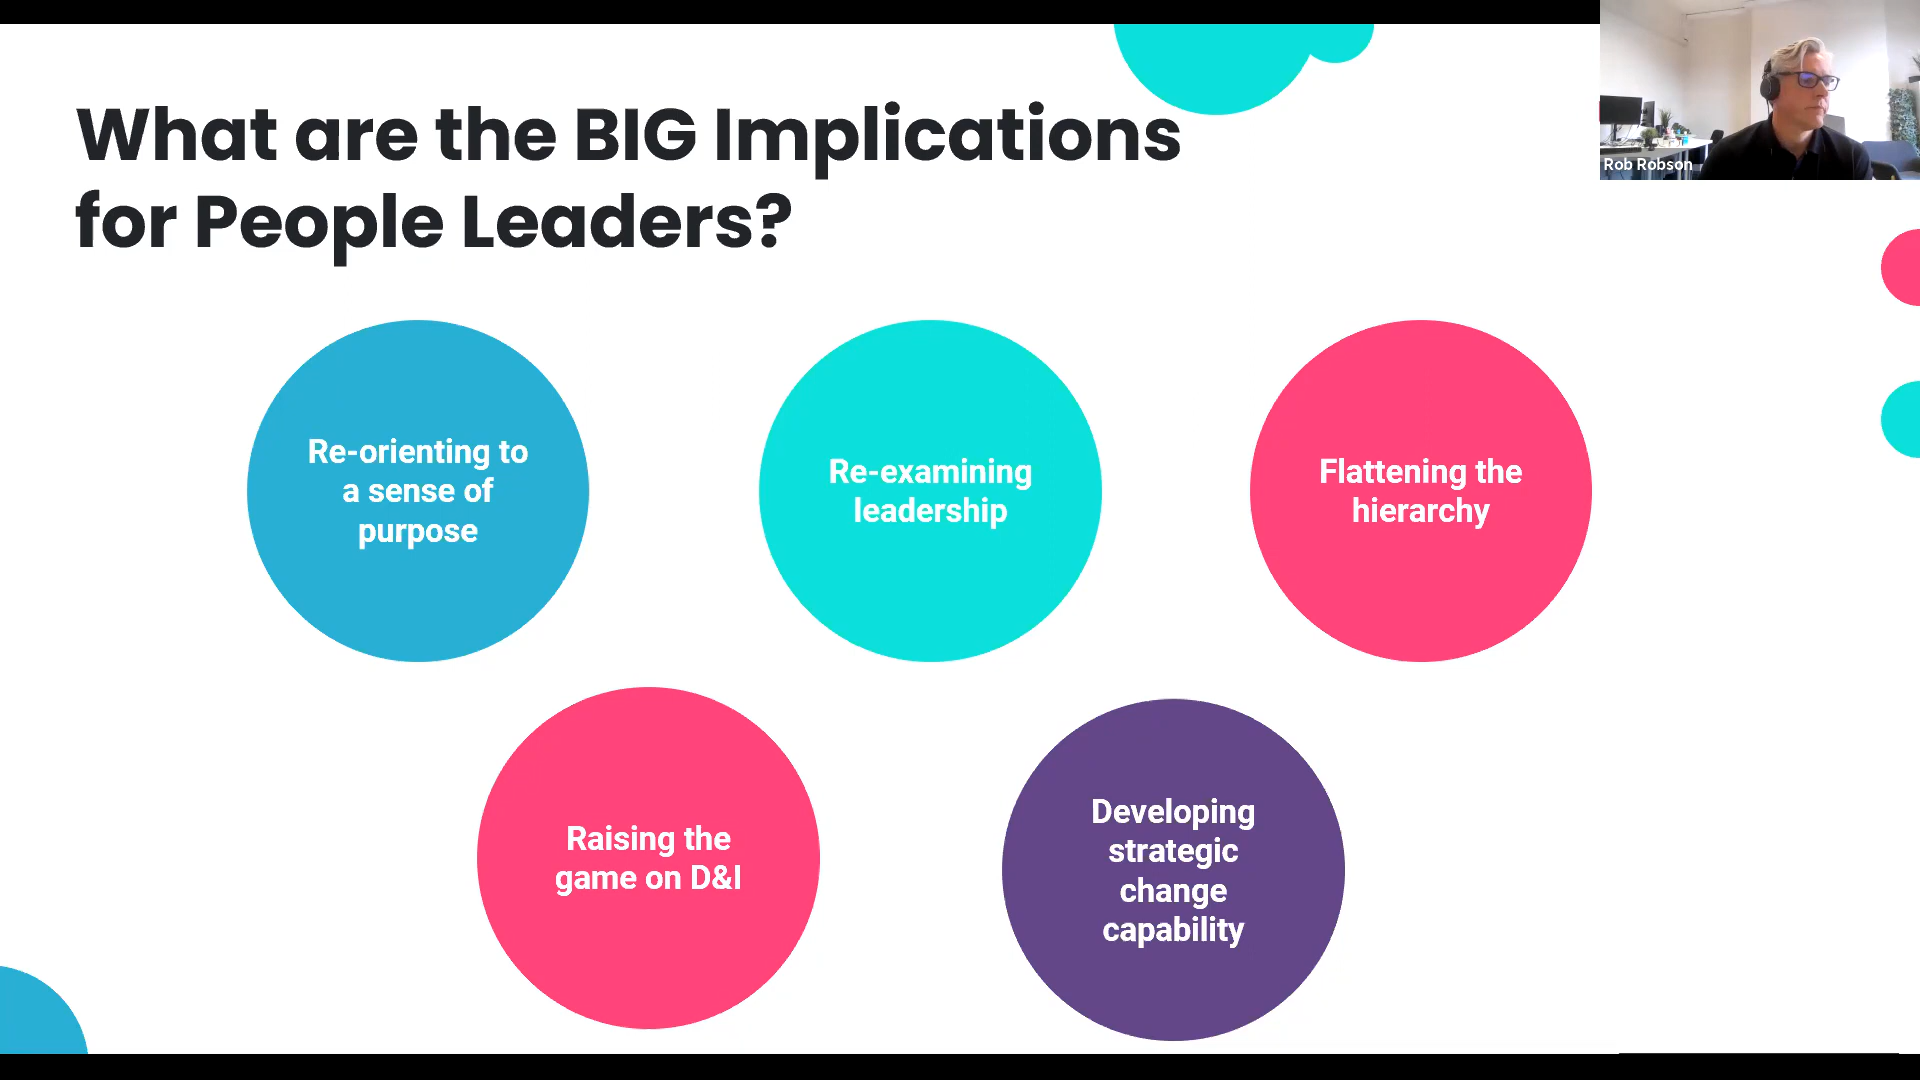 What are the BIG Implications
for People Leaders?
Rob Robson
Re-orienting to
a sense of
purpose
Re-examining
leadership
Flattening the
hierarchy
Raising the
game on D&I
Developing
strategic
change
capability